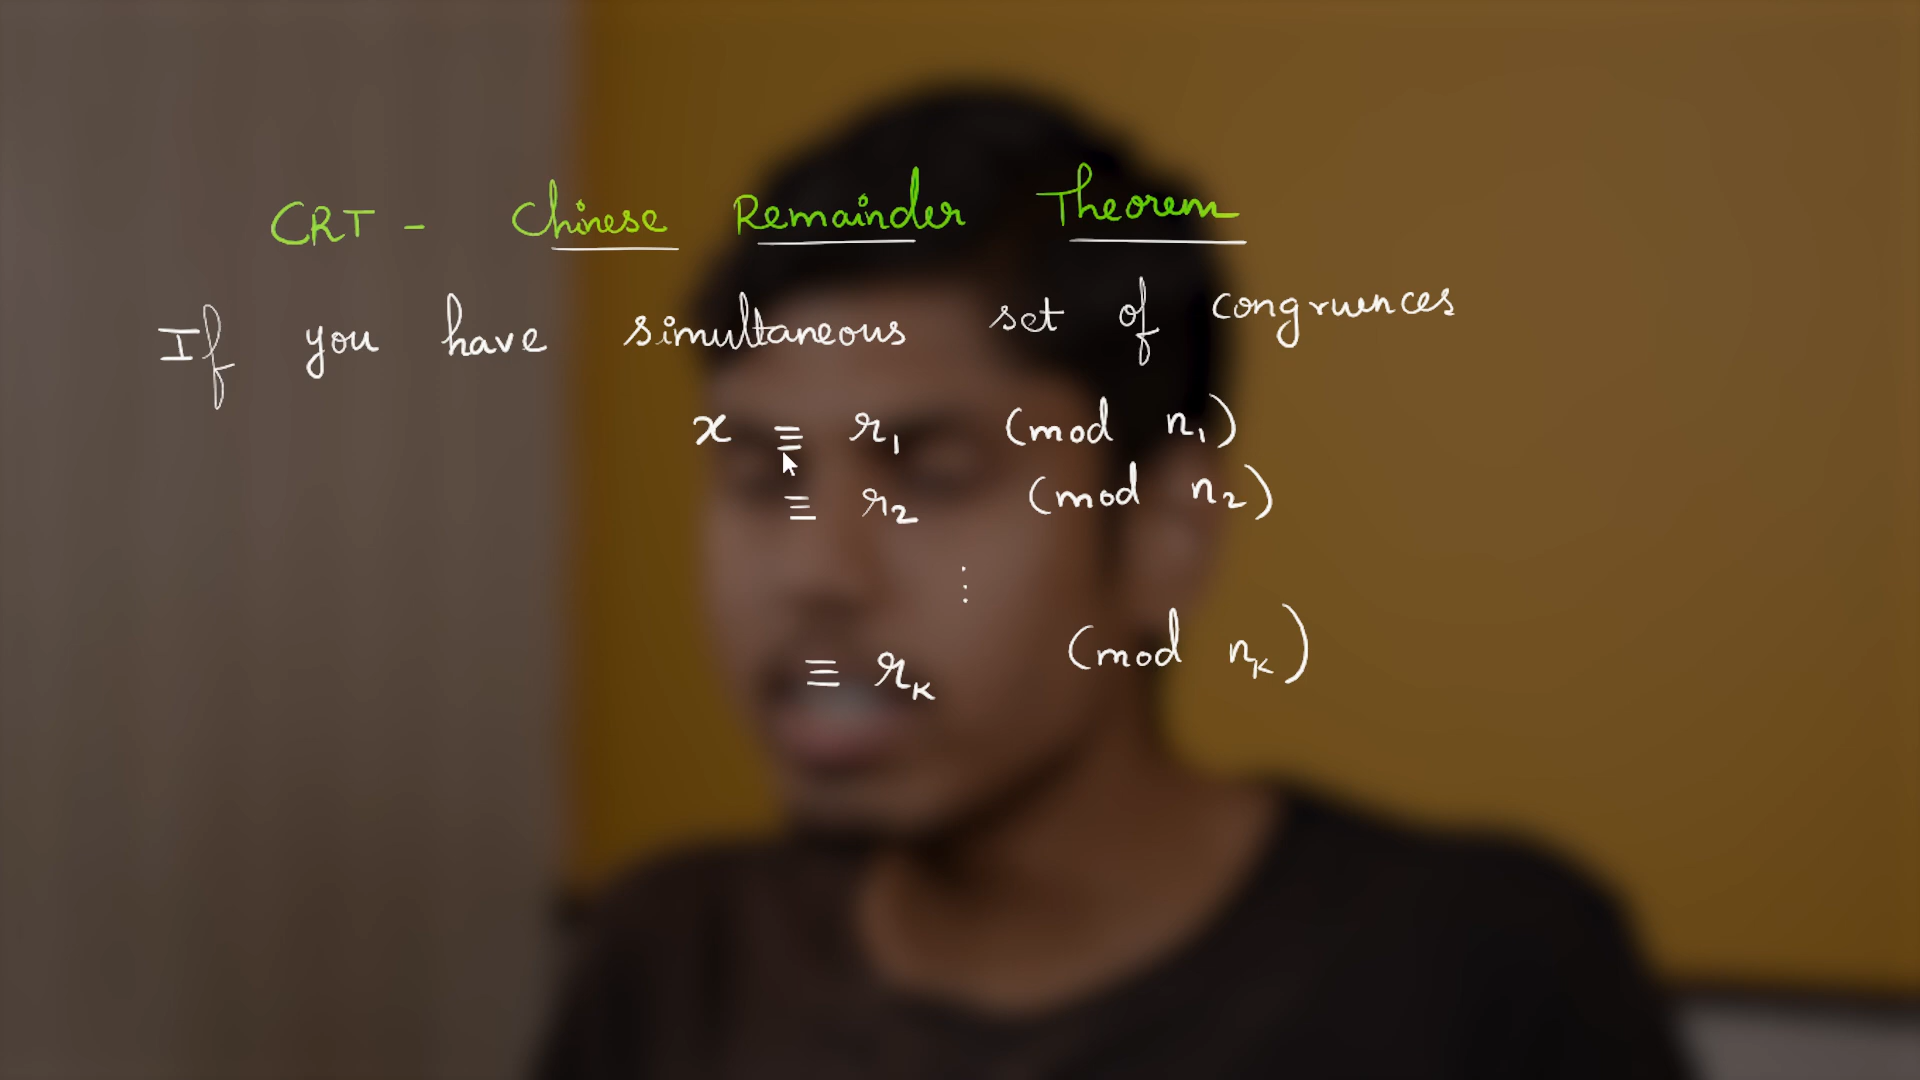 CRT - Chinese Remainder Theorem
If you have simultaneous set of congruences
x ≡ r₁ (mod n₁)
≡ r₂ (mod n₂)
⋮
≡ rₖ (mod nₖ)